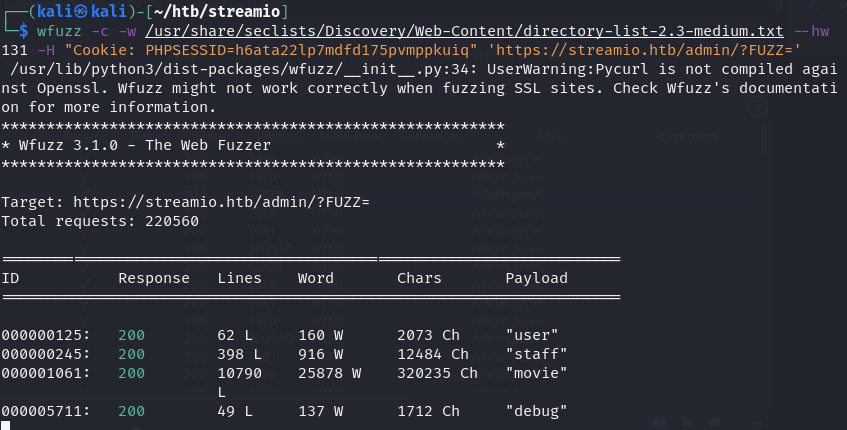 ┌──(kali㉿kali)-[~/htb/streamio]
└─$ wfuzz -c -w /usr/share/seclists/Discovery/Web-Content/directory-list-2.3-medium.txt --hw
131 -H "Cookie: PHPSESSID=h6ata22lp7mdfd175pvmppkuiq" 'https://streamio.htb/admin/?FUZZ='
/usr/lib/python3/dist-packages/wfuzz/__init__.py:34: UserWarning:Pycurl is not compiled agai
nst Openssl. Wfuzz might not work correctly when fuzzing SSL sites. Check Wfuzz's documentati
on for more information.
********************************************************
* Wfuzz 3.1.0 - The Web Fuzzer                         *
********************************************************
Target: https://streamio.htb/admin/?FUZZ=
Total requests: 220560
=====================================================================
ID           Response   Lines    Word       Chars       Payload
=====================================================================
000000125:   200        62 L     160 W      2073 Ch     "user"
000000245:   200        398 L    916 W      12484 Ch    "staff"
000001061:   200        10790    25878 W    320235 Ch   "movie"
L
000005711:   200        49 L     137 W      1712 Ch     "debug"